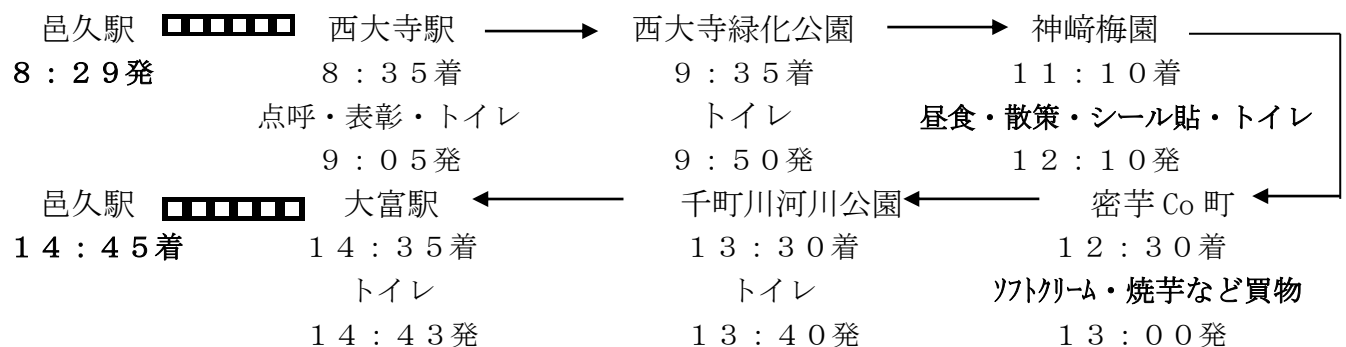 邑久駅 西大寺駅 西大寺緑化公園 神﨑梅園
8:29発 8:35着 9:35着 11:10着
点呼・表彰・トイレ トイレ 昼食・散策・シール貼・トイレ
9:05発 9:50発 12:10発
邑久駅 大富駅 千町川河川公園 密芋Co町
14:45着 14:35着 13:30着 12:30着
トイレ トイレ ソフトクリーム・焼芋など買物
14:43発 13:40発 13:00発